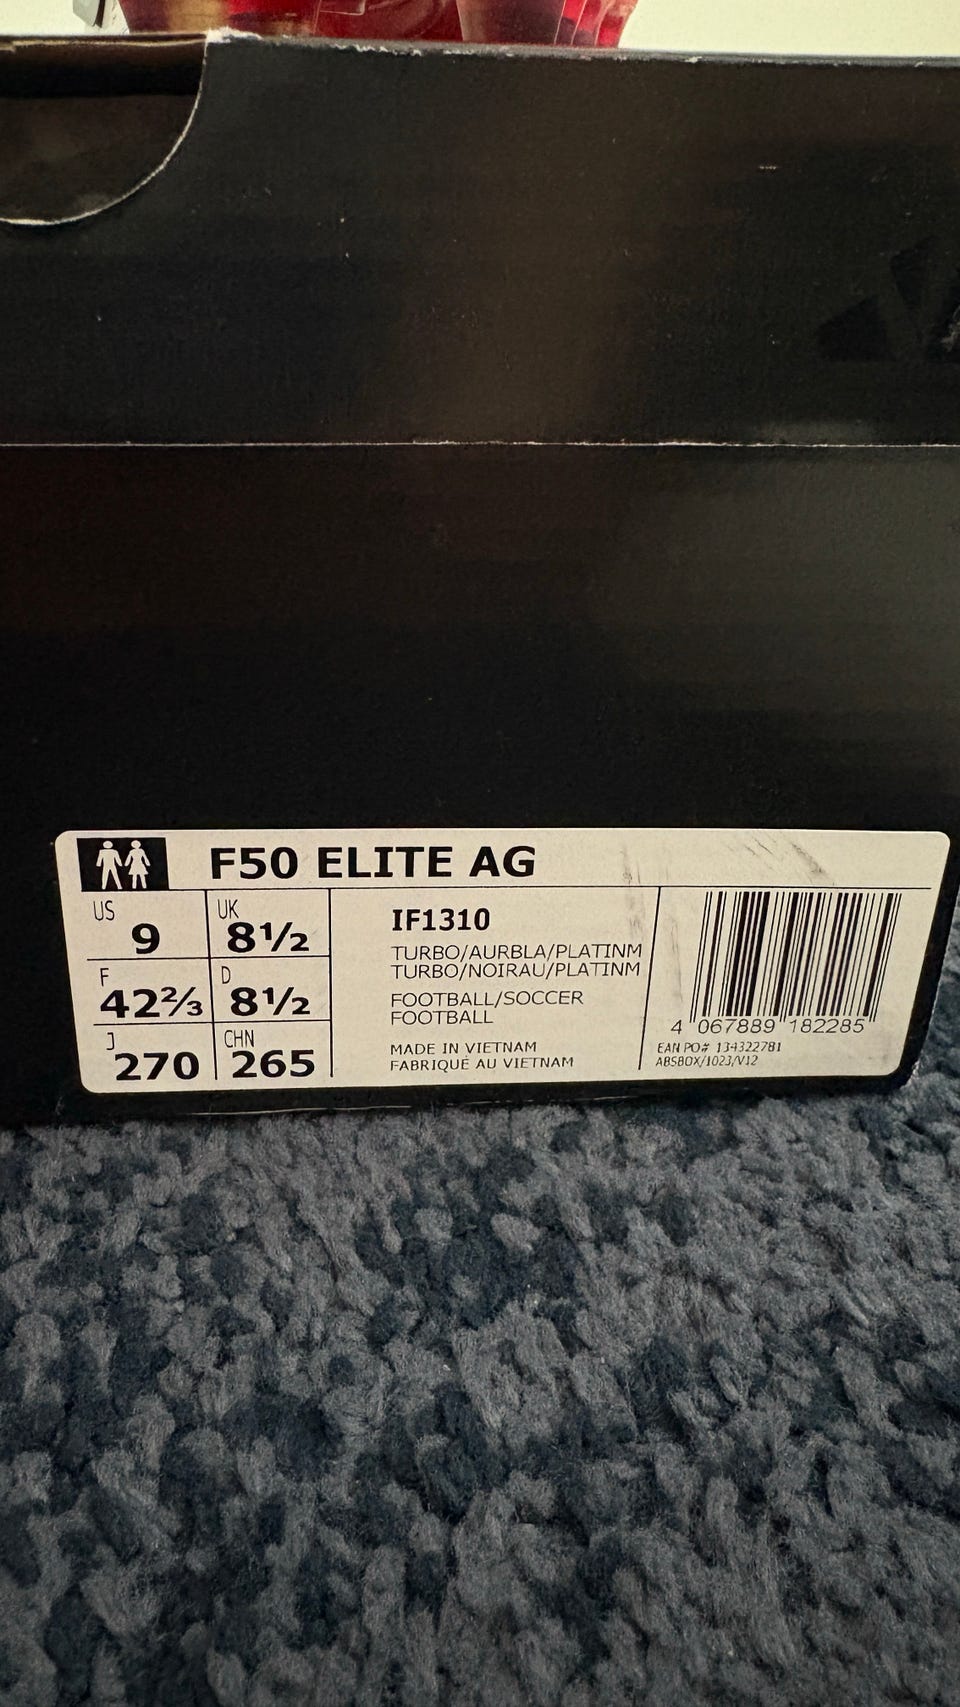 F50 ELITE AG
US
9
UK
8½
F
42⅔
D
8½
J
270
CHN
265
IF1310
TURBO/AURBLA/PLATINM
TURBO/NOIRAU/PLATINM
FOOTBALL/SOCCER
FOOTBALL
MADE IN VIETNAM
FABRIQUÉ AU VIETNAM
4 067889 182285
EAN PO# 134322781
ABSBOX/1023/V12